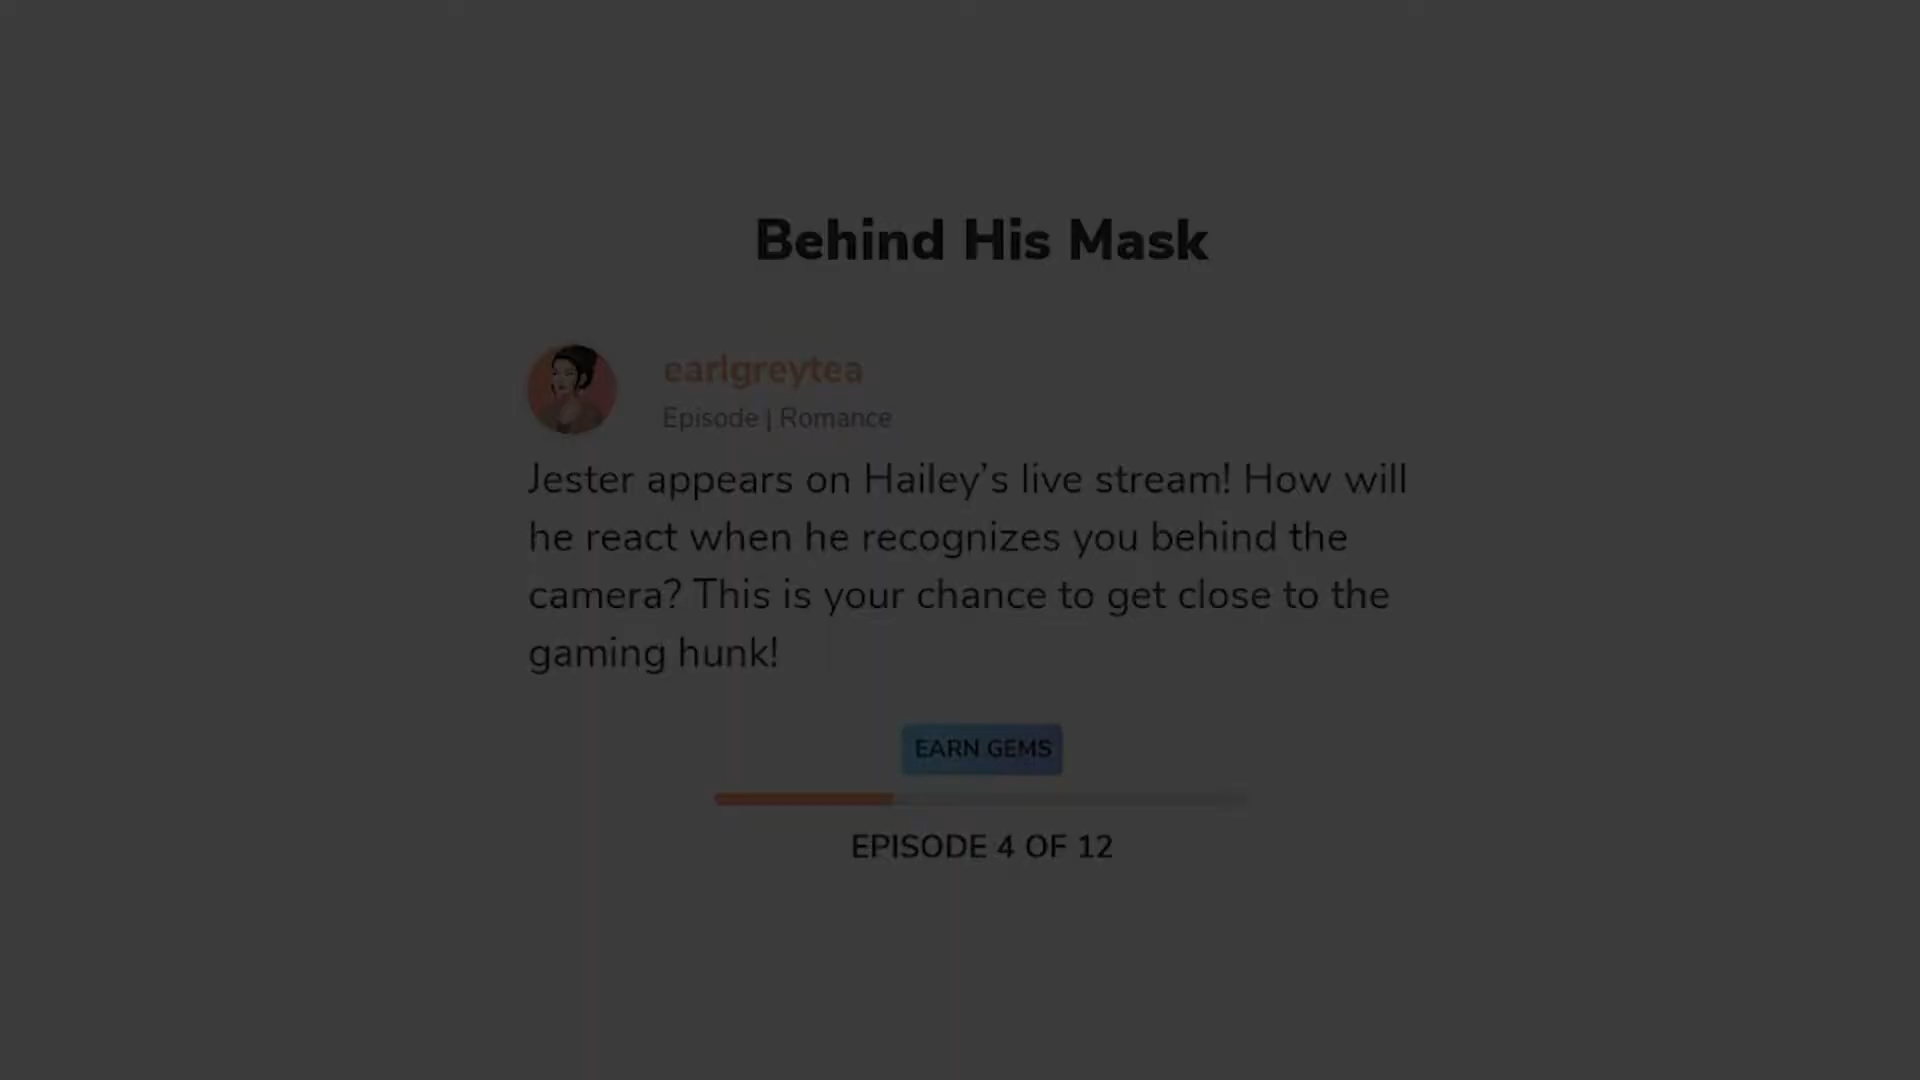 Behind His Mask
earlgreytea
Episode | Romance
Jester appears on Hailey’s live stream! How will
he react when he recognizes you behind the
camera? This is your chance to get close to the
gaming hunk!
EARN GEMS
EPISODE 4 OF 12